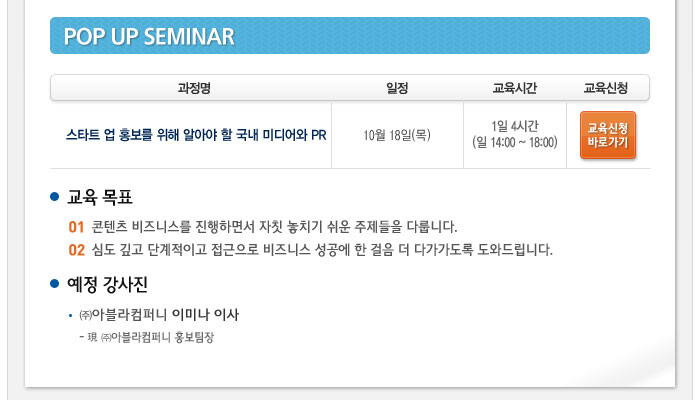 POP UP SEMINAR
과정명 일정 교육시간 교육신청
스타트 업 홍보를 위해 알아야 할 국내 미디어와 PR
10월 18일(목)
1일 4시간
(일 14:00 ~ 18:00)
교육신청
바로가기
교육 목표
01 콘텐츠 비즈니스를 진행하면서 자칫 놓치기 쉬운 주제들을 다룹니다.
02 심도 깊고 단계적이고 접근으로 비즈니스 성공에 한 걸음 더 다가가도록 도와드립니다.
예정 강사진
• ㈜아블라컴퍼니 이미나 이사
- 現 ㈜아블라컴퍼니 홍보팀장